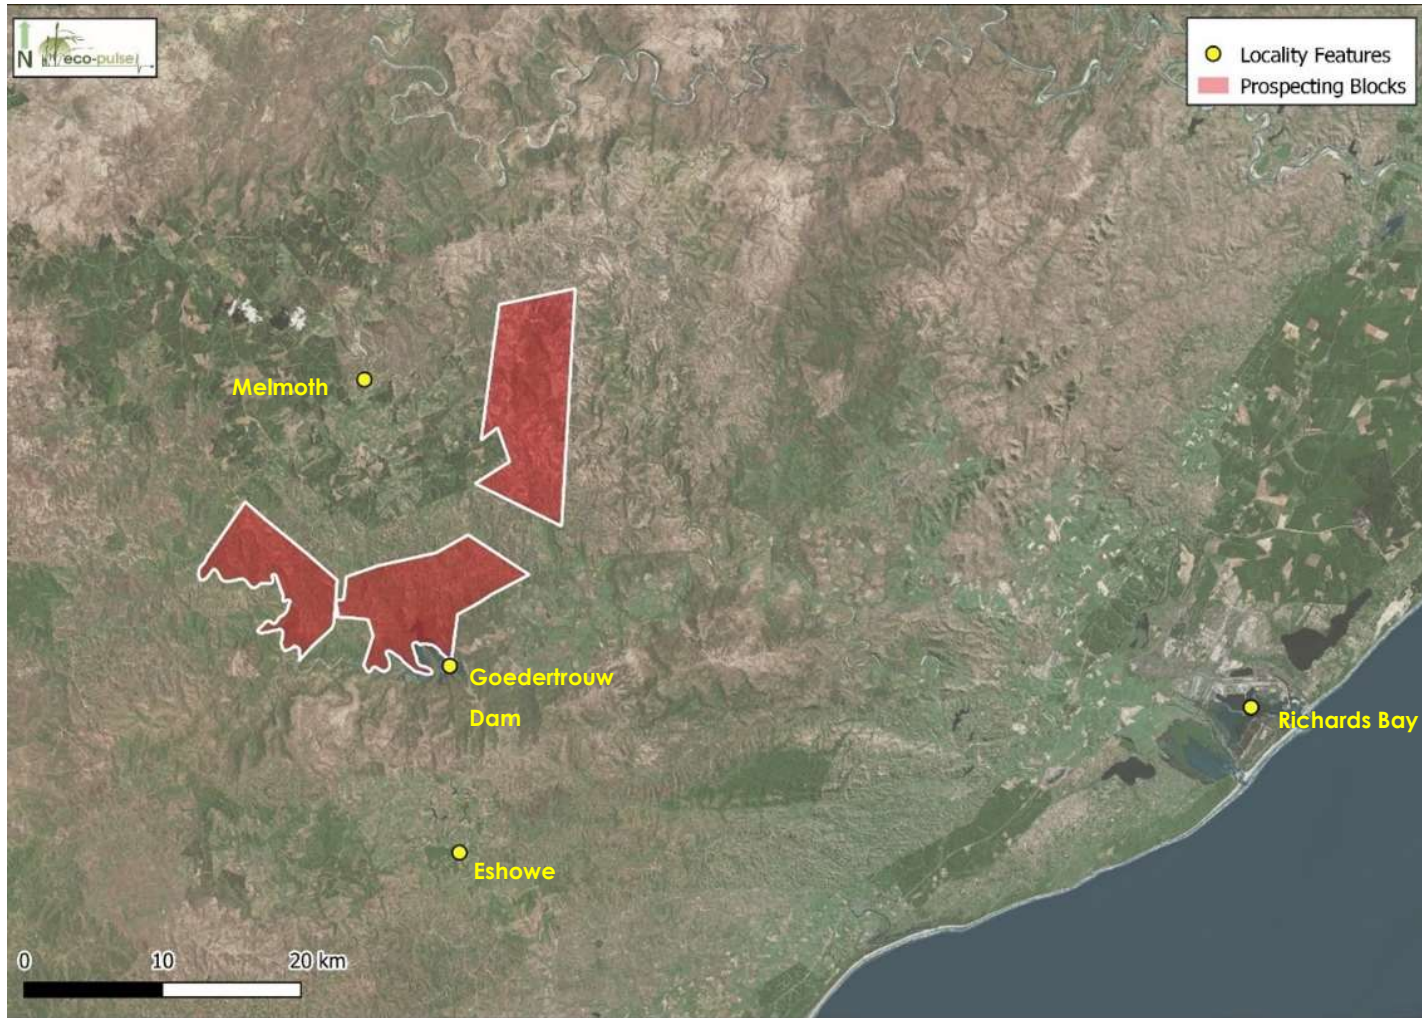 N
eco-pulse
Locality Features
Prospecting Blocks
Melmoth
Goedertrouw
Dam
Richards Bay
Eshowe
0 10 20 km